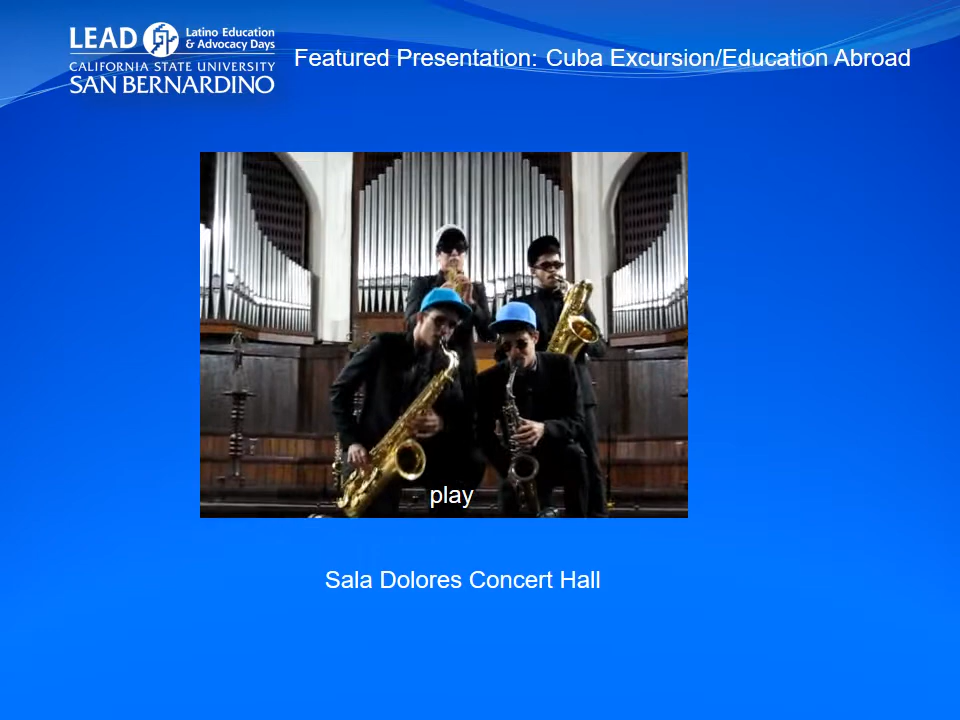 LEAD Latino Education
& Advocacy Days
CALIFORNIA STATE UNIVERSITY
SAN BERNARDINO
Featured Presentation: Cuba Excursion/Education Abroad
play
Sala Dolores Concert Hall